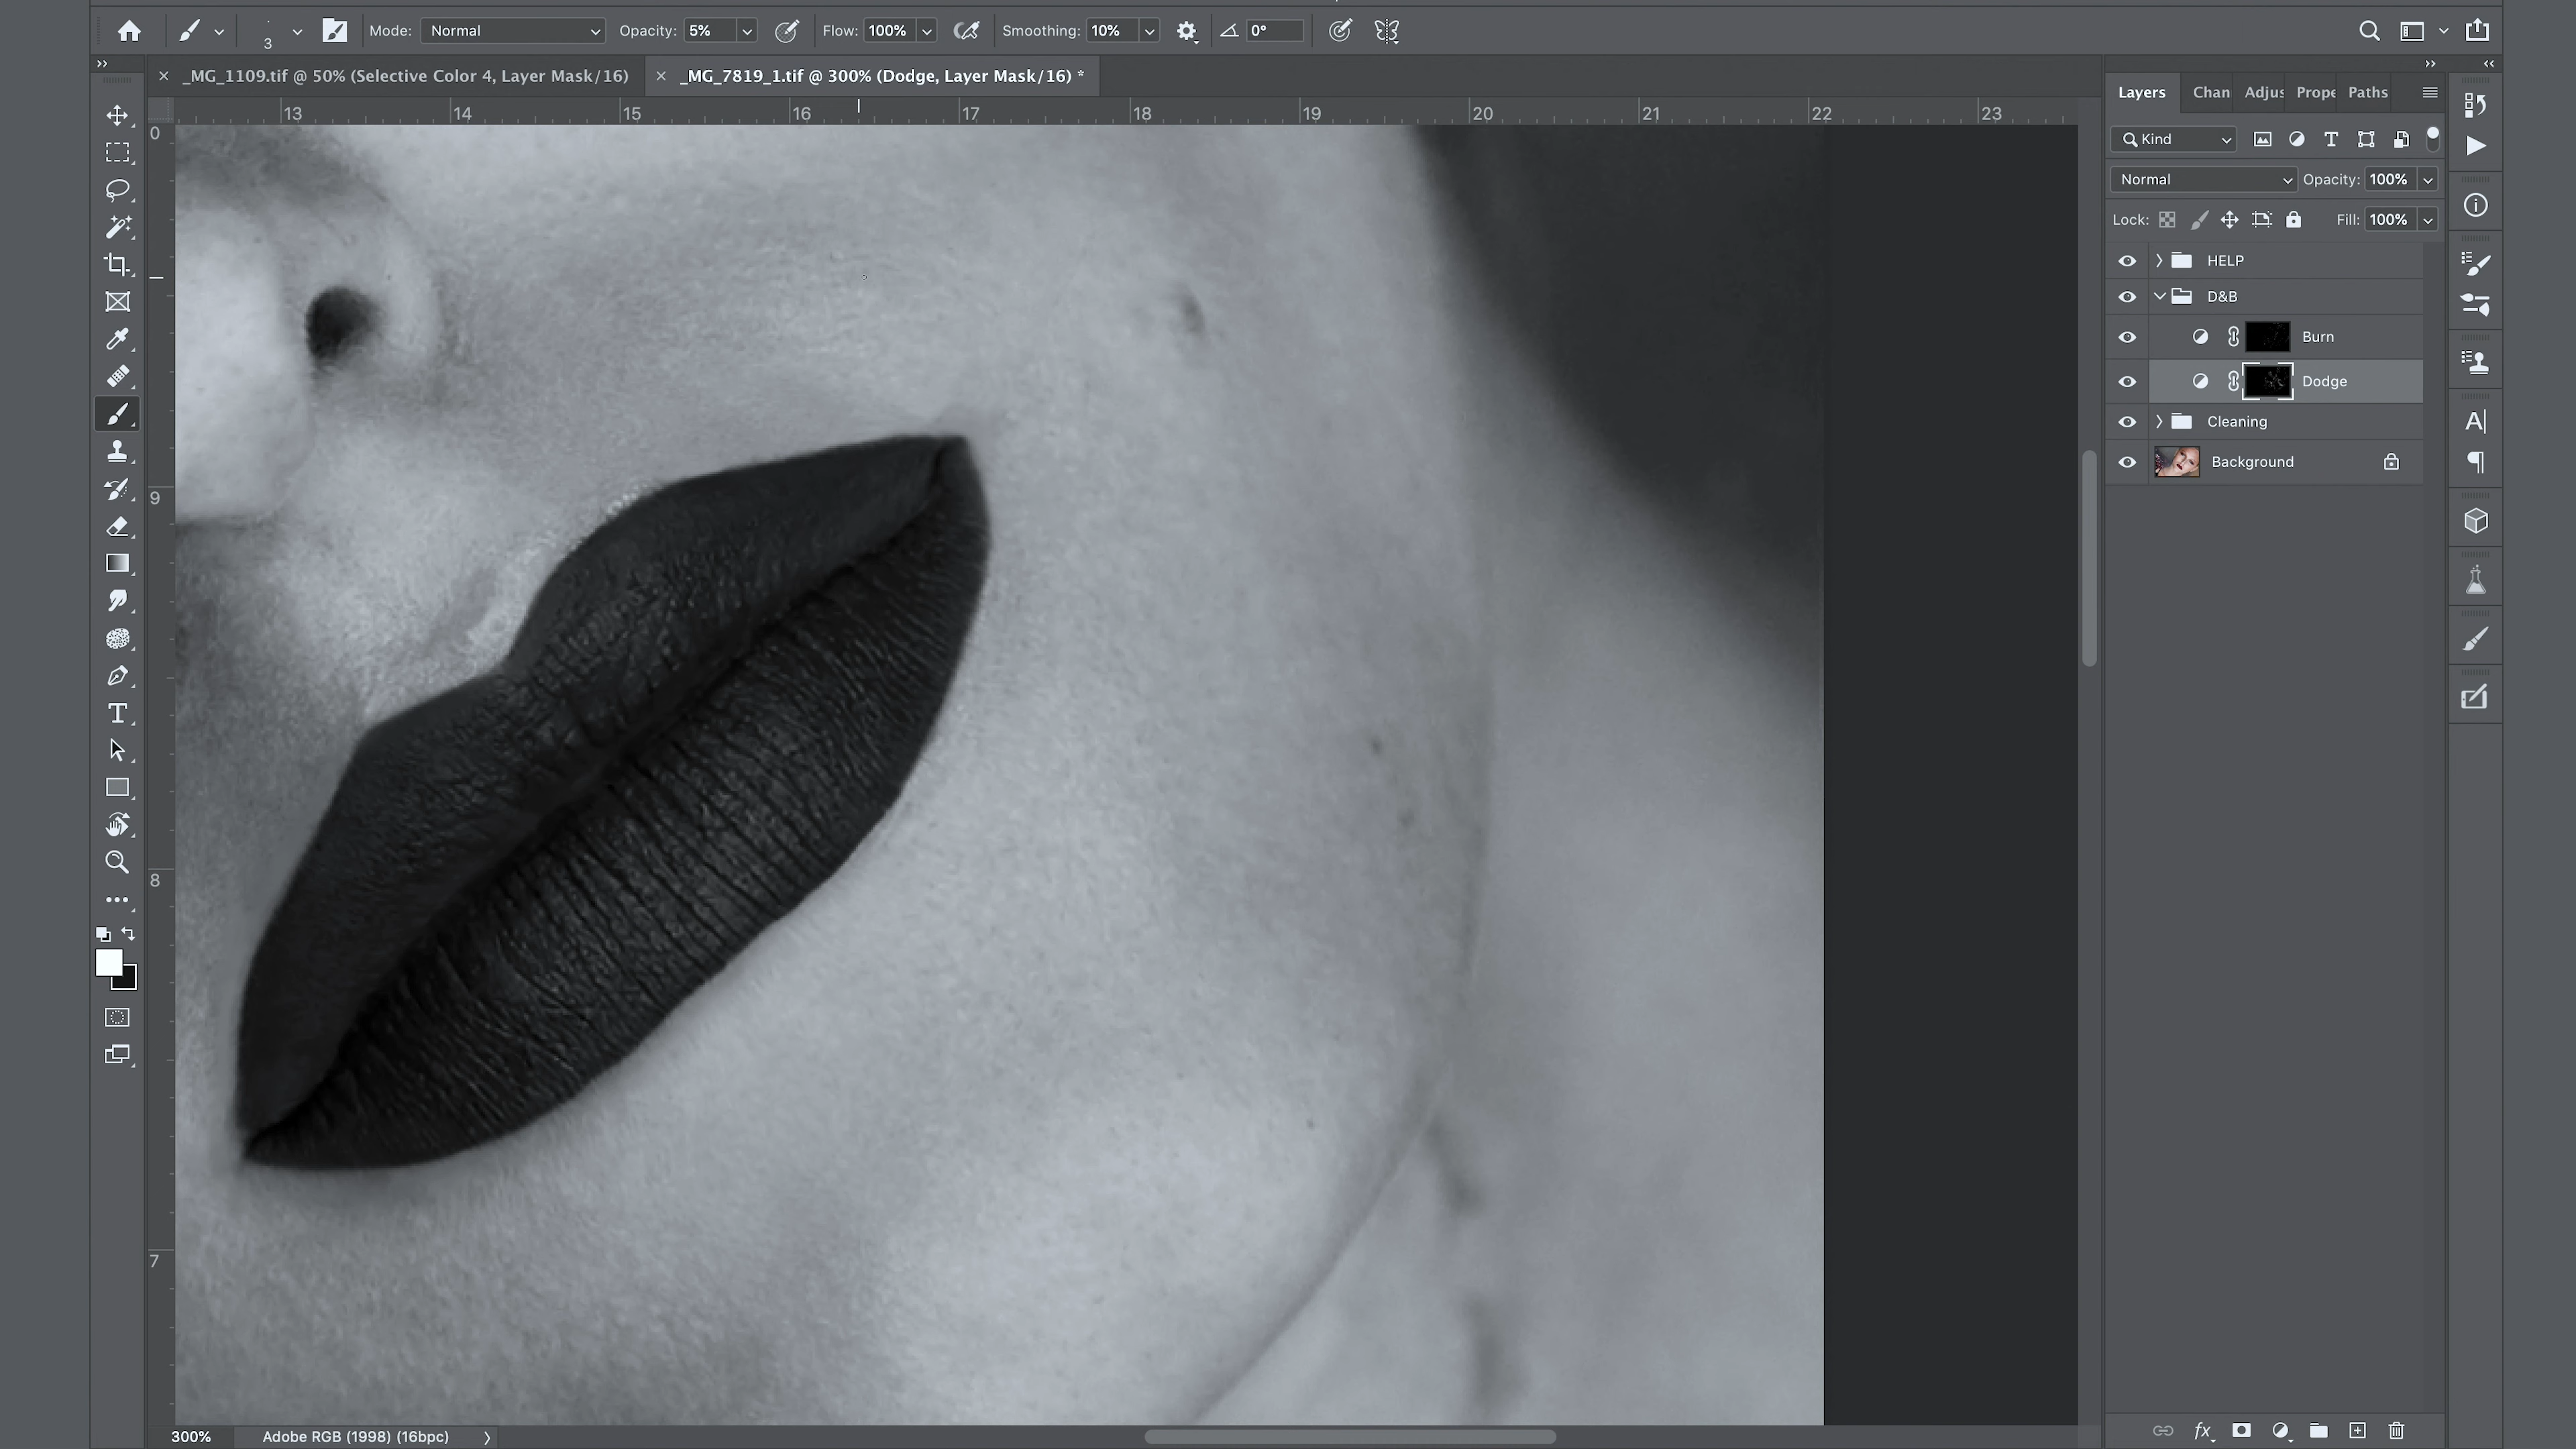 3 Mode: Normal Opacity: 5% Flow: 100% Smoothing: 10% 0°
_MG_1109.tif @ 50% (Selective Color 4, Layer Mask/16)
_MG_7819_1.tif @ 300% (Dodge, Layer Mask/16) *
13 14 15 16 17 18 19 20 21 22 23
0
9
8
7
Layers Chan Adjus Prope Paths
Kind
Normal Opacity: 100%
Lock: Fill: 100%
HELP
D&B
Burn
Dodge
Cleaning
Background
300% Adobe RGB (1998) (16bpc)